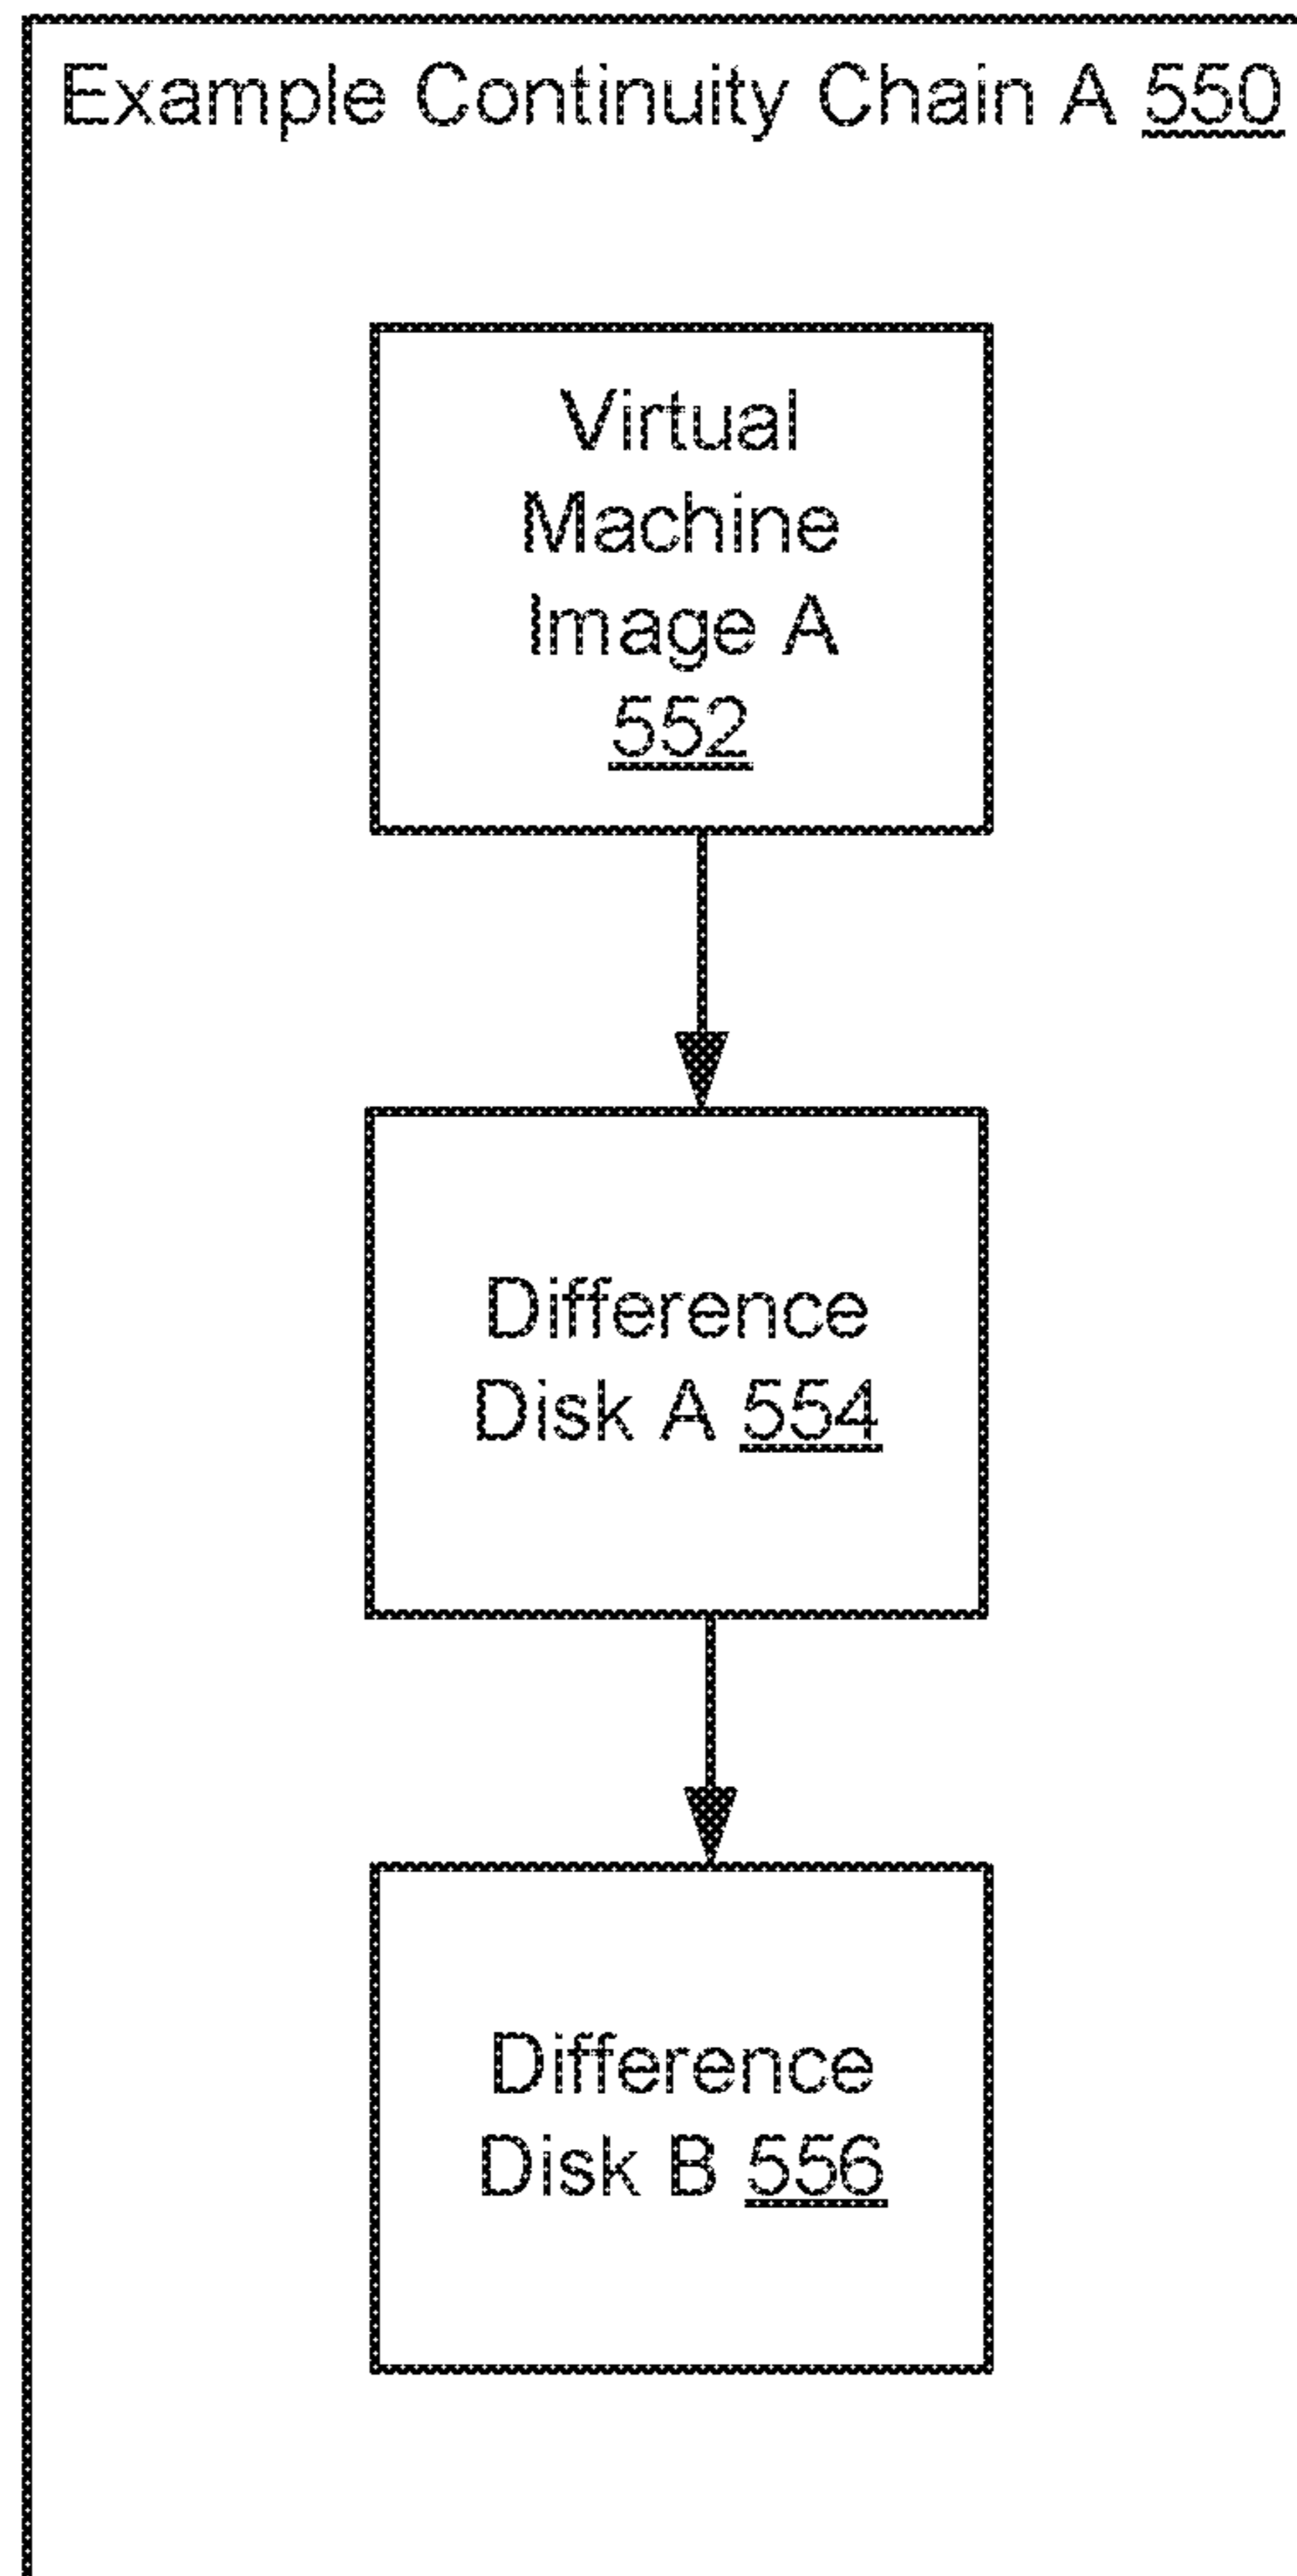 Example Continuity Chain A 550
Virtual
Machine
Image A
552
Difference
Disk A 554
Difference
Disk B 556